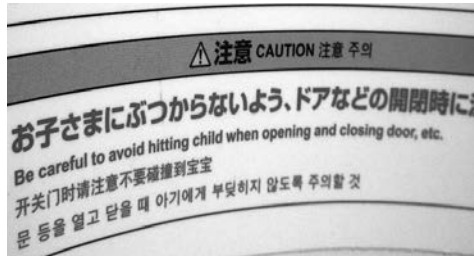 ⚠注意 CAUTION 注意 주의
お子さまにぶつからないよう、ドアなどの開閉時に
Be careful to avoid hitting child when opening and closing door, etc.
开关门时请注意不要碰撞到宝宝
문 등을 열고 닫을 때 아기에게 부딪히지 않도록 주의할 것